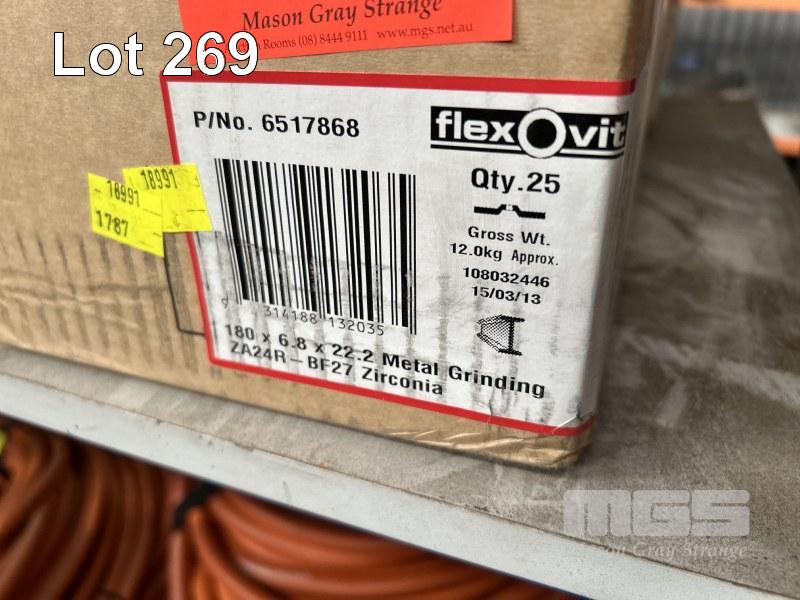 Mason Gray Strange
Rooms (08) 8444 9111 www.mgs.net.au
Lot 269
P/No. 6517868
flexOvit
Qty.25
18991
18991
1787
Gross Wt.
12.0kg Approx.
108032446
15/03/13
9 314188 132035
180 x 6.8 x 22.2 Metal Grinding
ZA24R - BF27 Zirconia
MGS
Mason Gray Strange